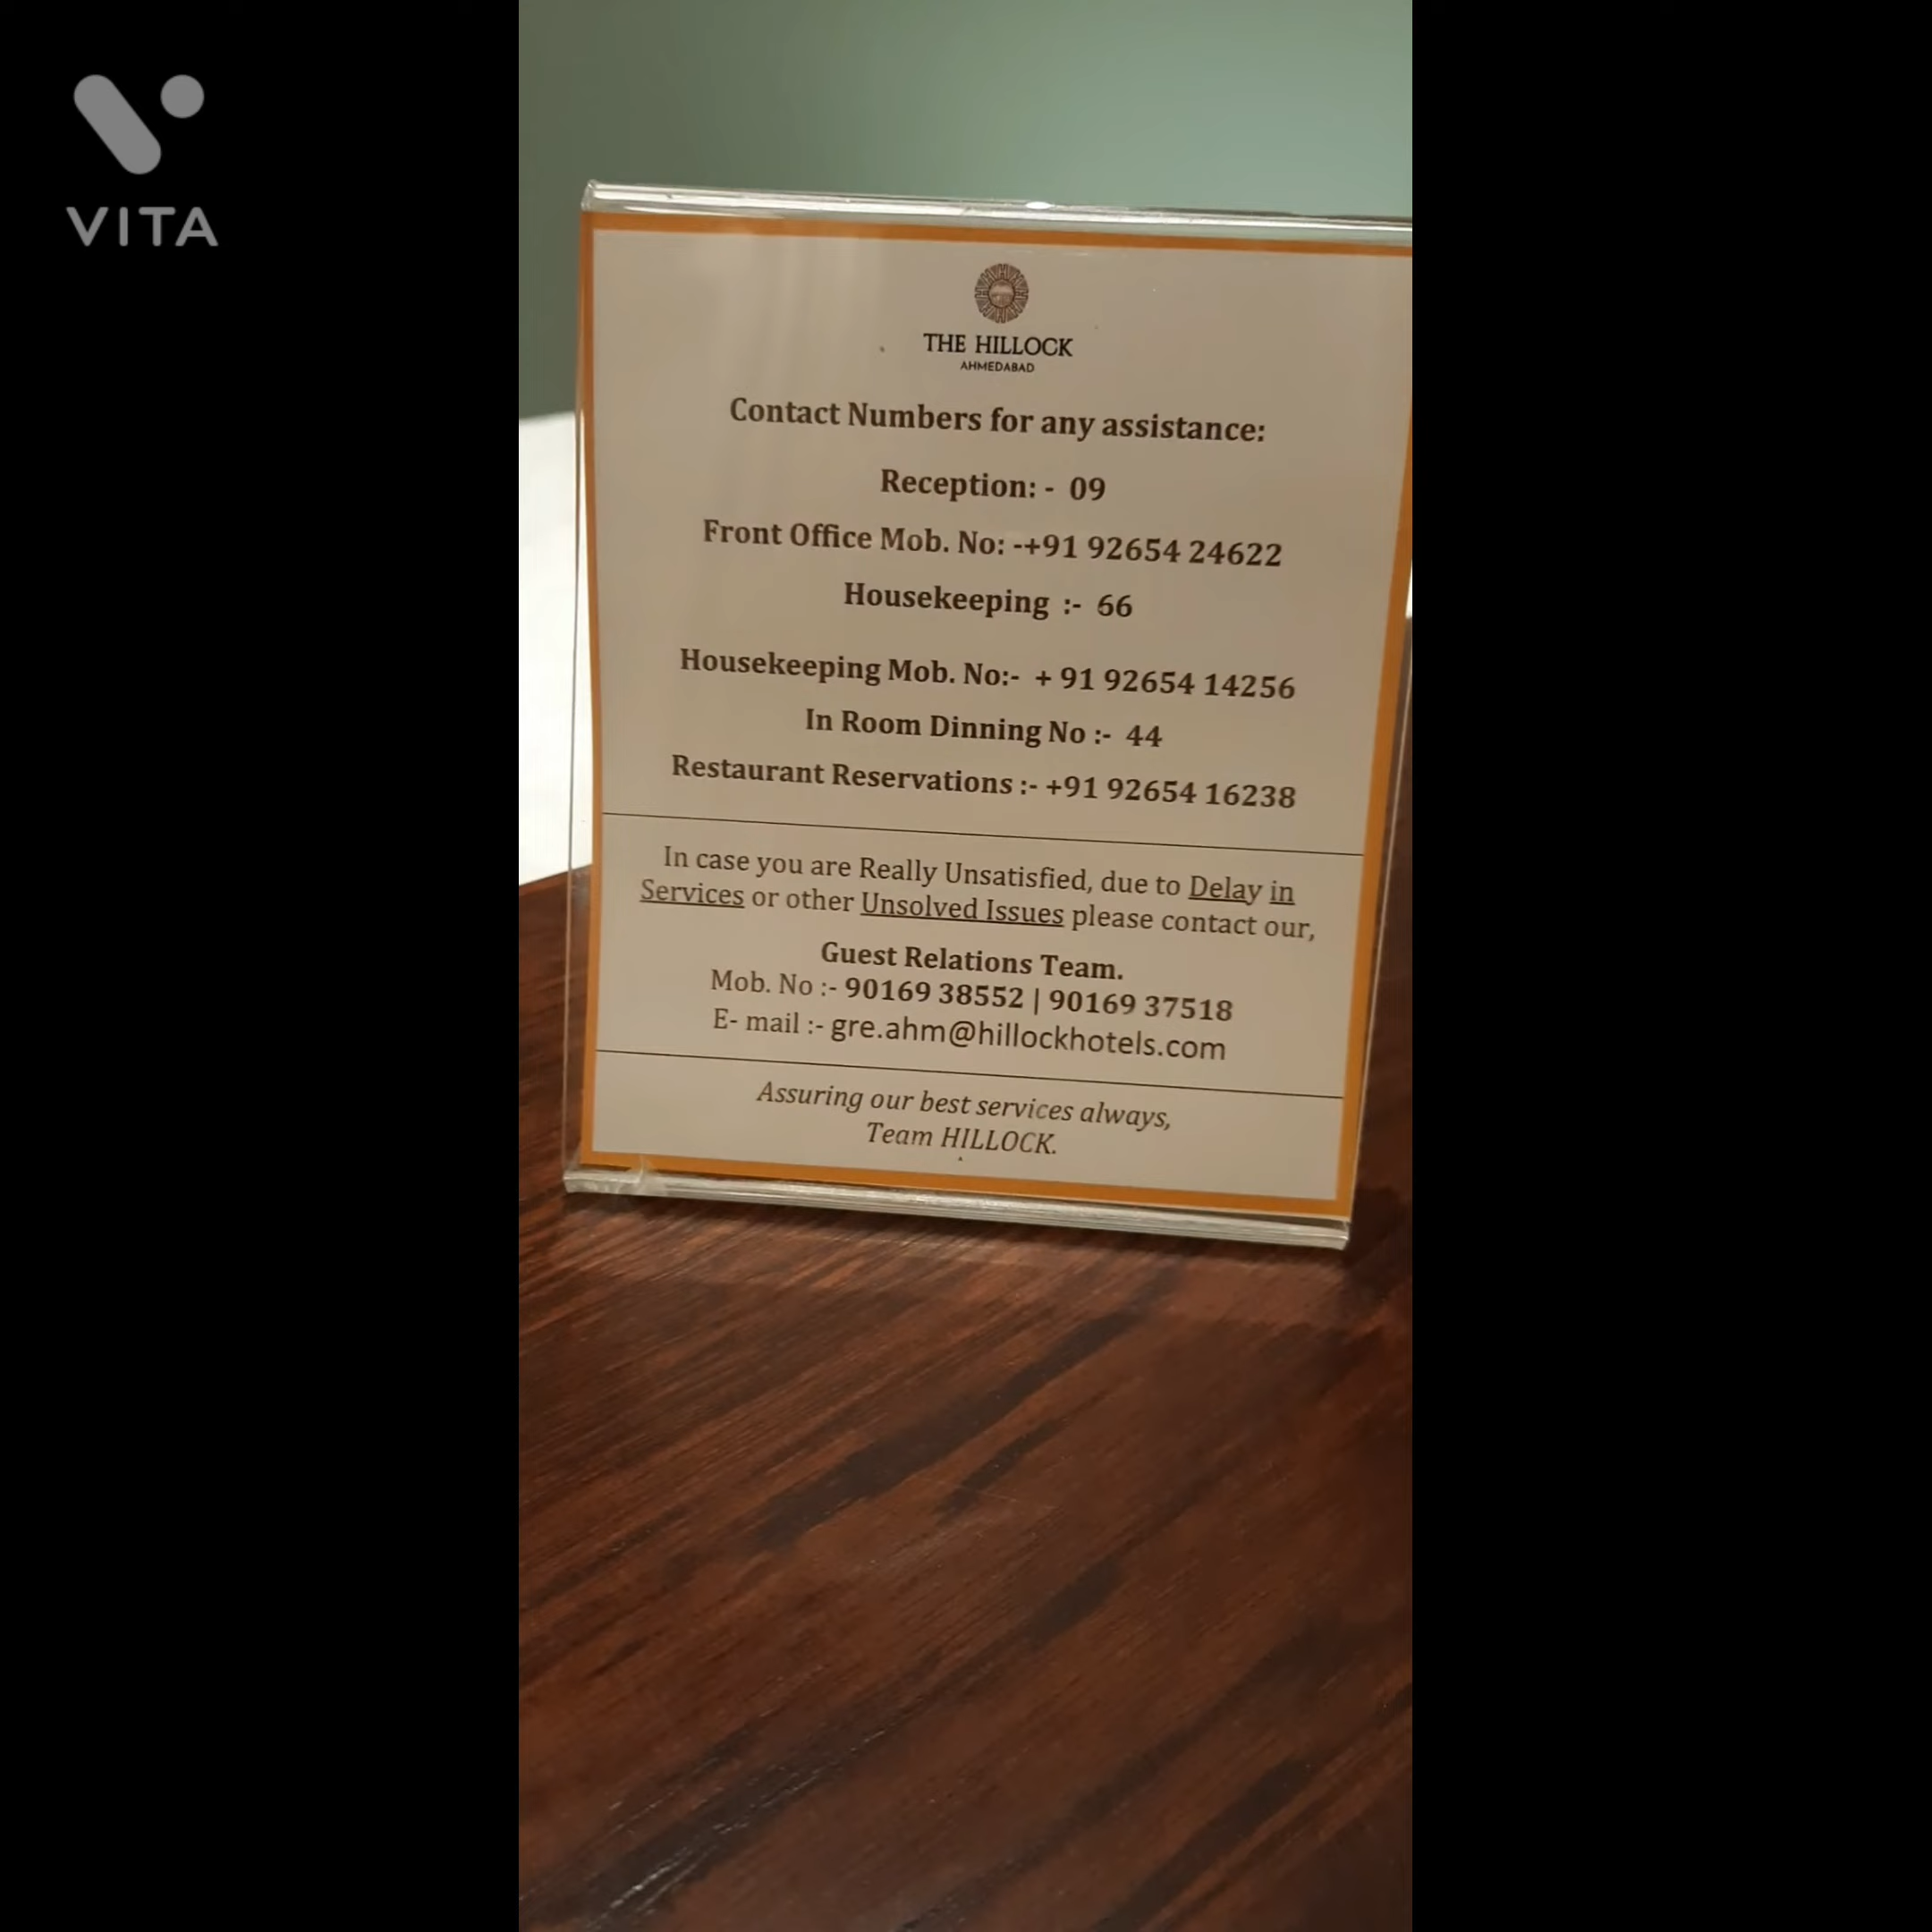 VITA
THE HILLOCK
AHMEDABAD
Contact Numbers for any assistance:
Reception: - 09
Front Office Mob. No: -+91 92654 24622
Housekeeping :- 66
Housekeeping Mob. No:- + 91 92654 14256
In Room Dinning No :- 44
Restaurant Reservations :- +91 92654 16238
In case you are Really Unsatisfied, due to Delay in
Services or other Unsolved Issues please contact our,
Guest Relations Team.
Mob. No :- 90169 38552 | 90169 37518
E- mail :- gre.ahm@hillockhotels.com
Assuring our best services always,
Team HILLOCK.